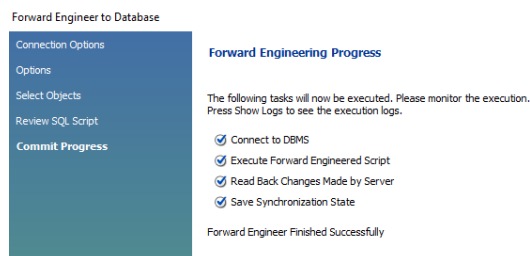 Forward Engineer to Database
Connection Options
Options
Select Objects
Review SQL Script
Commit Progress
Forward Engineering Progress
The following tasks will now be executed. Please monitor the execution.
Press Show Logs to see the execution logs.
Connect to DBMS
Execute Forward Engineered Script
Read Back Changes Made by Server
Save Synchronization State
Forward Engineer Finished Successfully